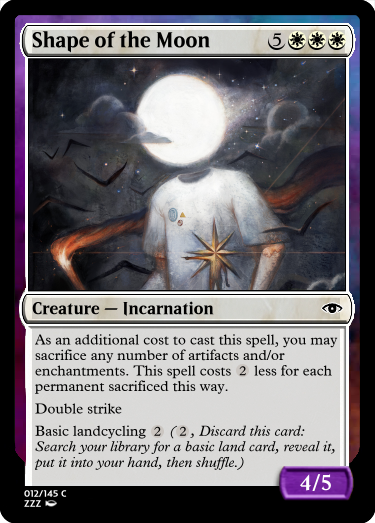 Shape of the Moon 5
Creature — Incarnation
As an additional cost to cast this spell, you may
sacrifice any number of artifacts and/or
enchantments. This spell costs 2 less for each
permanent sacrificed this way.
Double strike
Basic landcycling 2 (2, Discard this card:
Search your library for a basic land card, reveal it,
put it into your hand, then shuffle.)
4/5
012/145 C
ZZZ